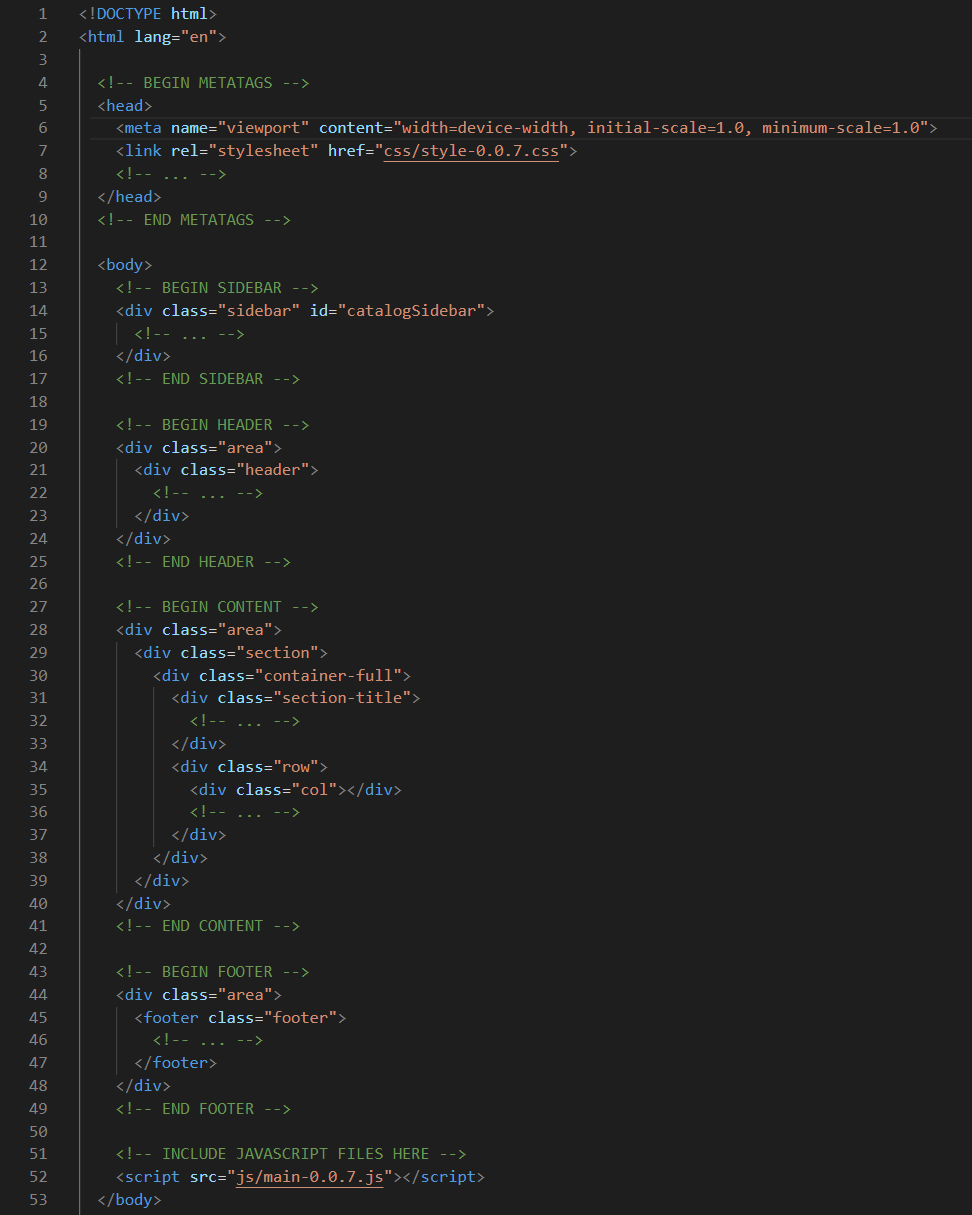 1 <!DOCTYPE html>
2 <html lang="en">
3
4 <!-- BEGIN METATAGS -->
5 <head>
6 <meta name="viewport" content="width=device-width, initial-scale=1.0, minimum-scale=1.0">
7 <link rel="stylesheet" href="css/style-0.0.7.css">
8 <!-- ... -->
9 </head>
10 <!-- END METATAGS -->
11
12 <body>
13 <!-- BEGIN SIDEBAR -->
14 <div class="sidebar" id="catalogSidebar">
15 <!-- ... -->
16 </div>
17 <!-- END SIDEBAR -->
18
19 <!-- BEGIN HEADER -->
20 <div class="area">
21 <div class="header">
22 <!-- ... -->
23 </div>
24 </div>
25 <!-- END HEADER -->
26
27 <!-- BEGIN CONTENT -->
28 <div class="area">
29 <div class="section">
30 <div class="container-full">
31 <div class="section-title">
32 <!-- ... -->
33 </div>
34 <div class="row">
35 <div class="col"></div>
36 <!-- ... -->
37 </div>
38 </div>
39 </div>
40 </div>
41 <!-- END CONTENT -->
42
43 <!-- BEGIN FOOTER -->
44 <div class="area">
45 <footer class="footer">
46 <!-- ... -->
47 </footer>
48 </div>
49 <!-- END FOOTER -->
50
51 <!-- INCLUDE JAVASCRIPT FILES HERE -->
52 <script src="js/main-0.0.7.js"></script>
53 </body>